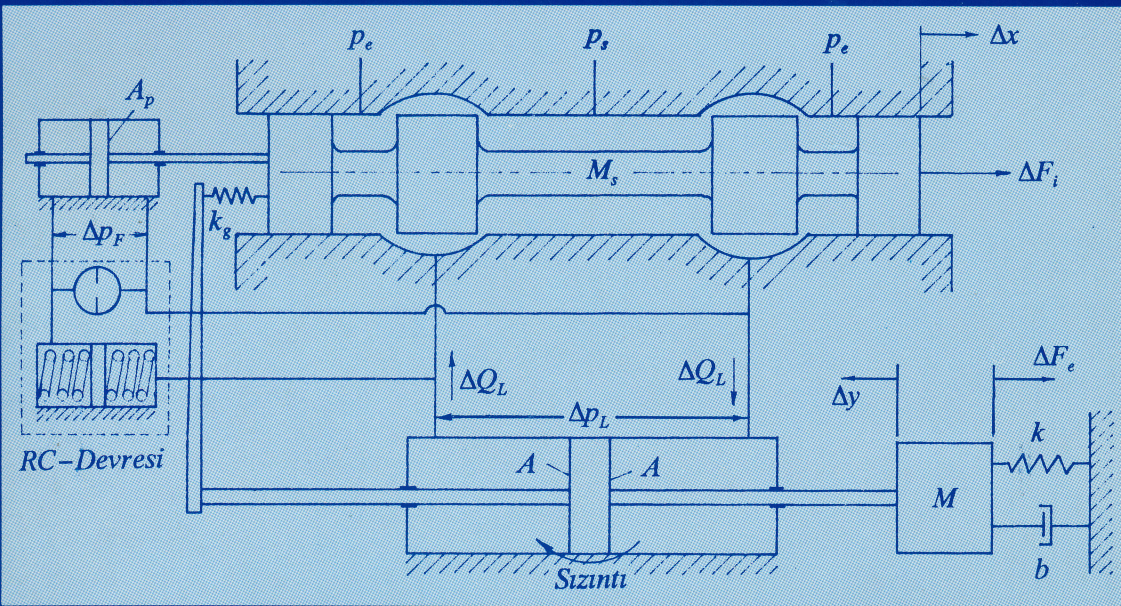 p_e
p_s
p_e
Δx
A_p
M_s
ΔF_i
k_g
Δp_F
ΔQ_L
ΔQ_L
ΔF_e
Δy
Δp_L
k
RC-Devresi
A
A
M
Sızıntı
b